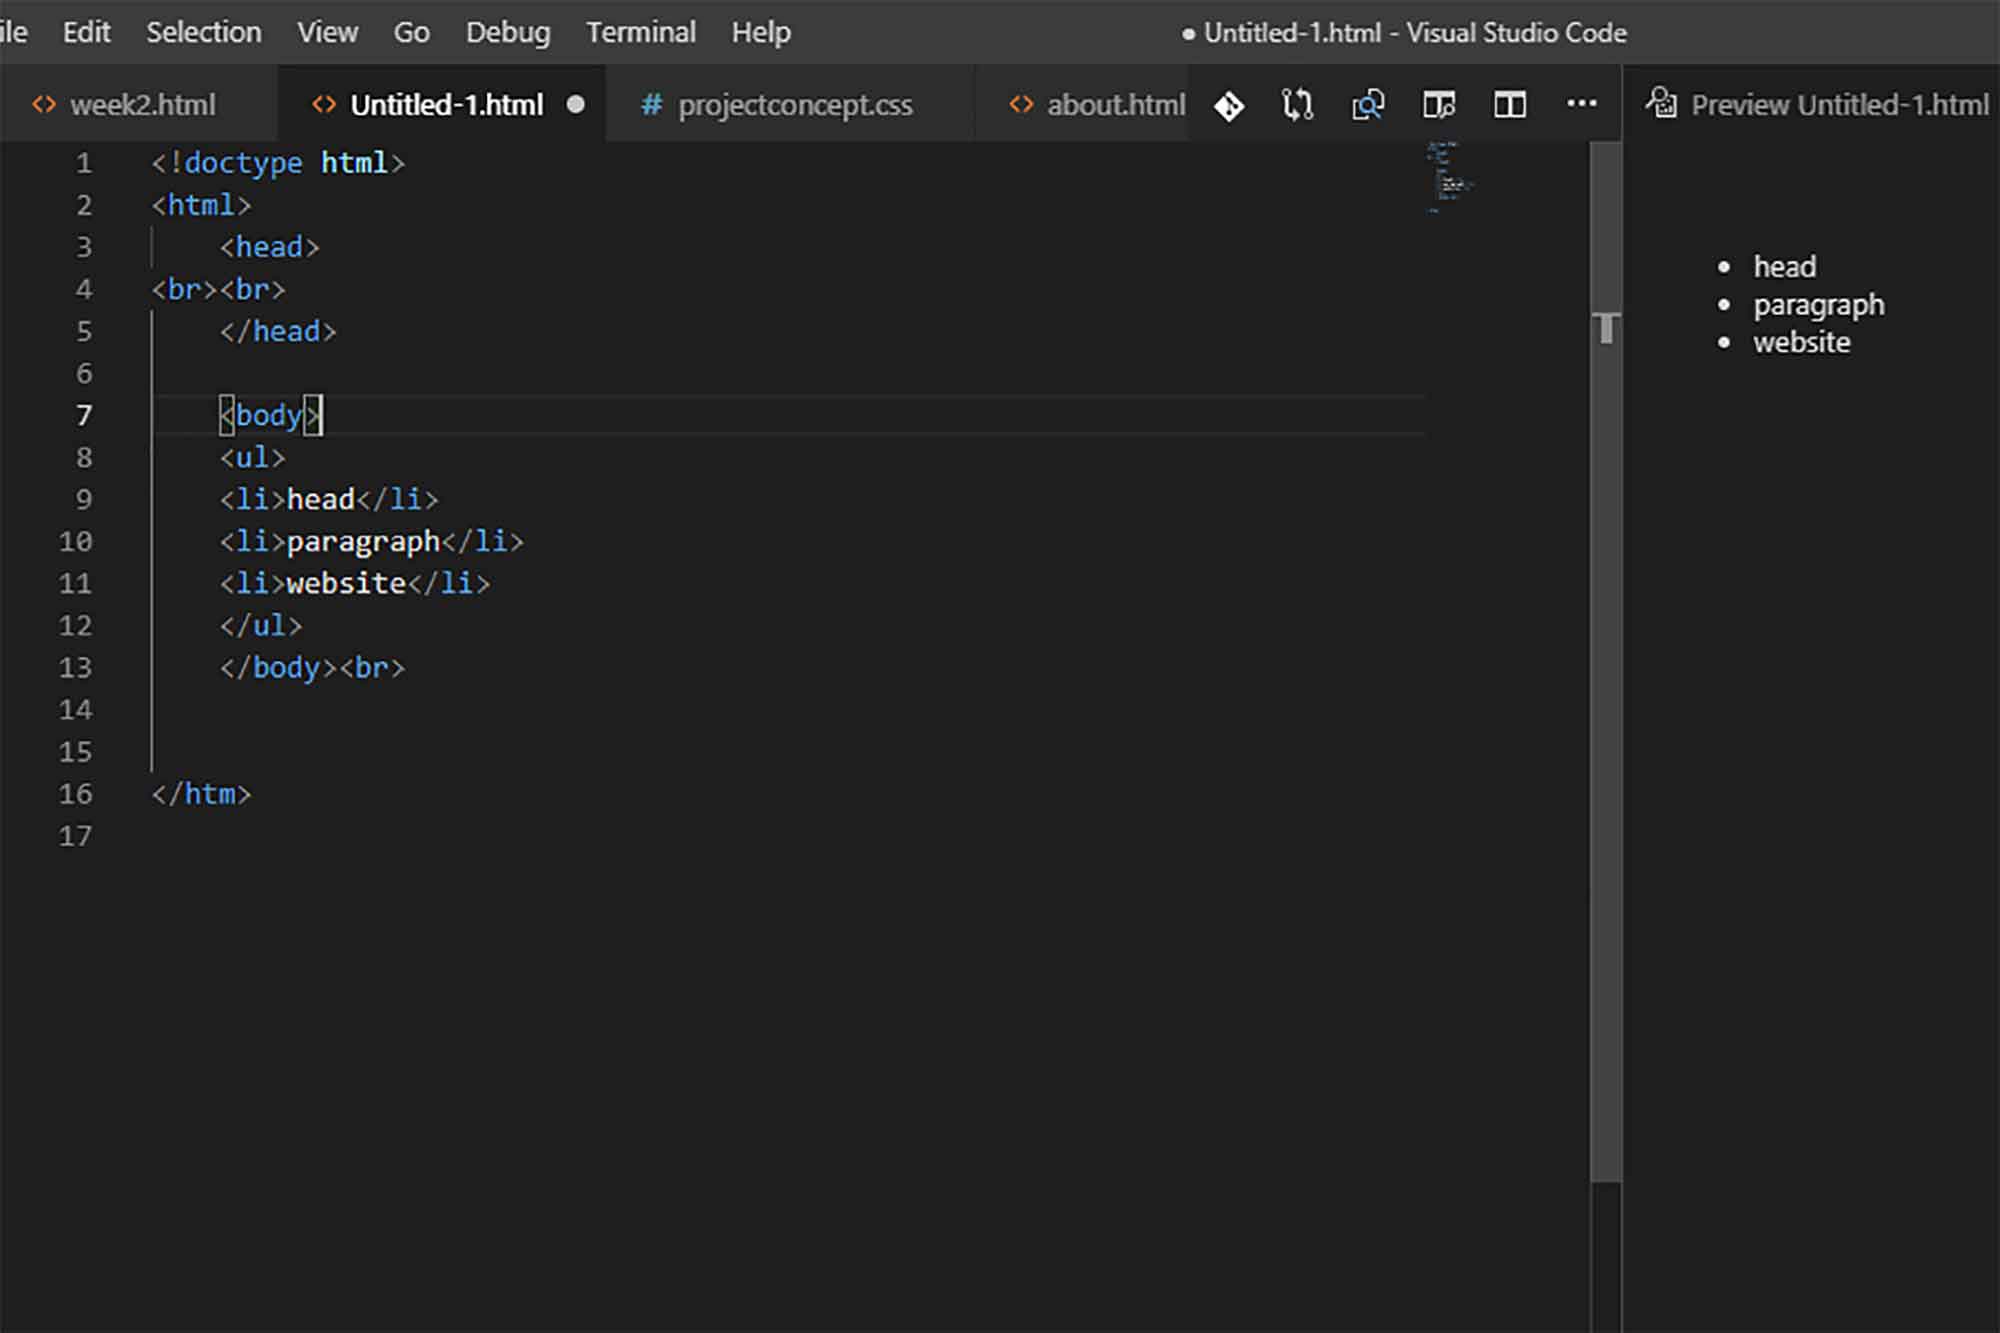 ile Edit Selection View Go Debug Terminal Help ● Untitled-1.html - Visual Studio Code
<> week2.html <> Untitled-1.html ● # projectconcept.css <> about.html ··· Preview Untitled-1.html
1 <!doctype html>
2 <html>
3 <head>
4 <br><br>
5 </head>
6
7 <body>
8 <ul>
9 <li>head</li>
10 <li>paragraph</li>
11 <li>website</li>
12 </ul>
13 </body><br>
14
15
16 </htm>
17
• head
• paragraph
• website